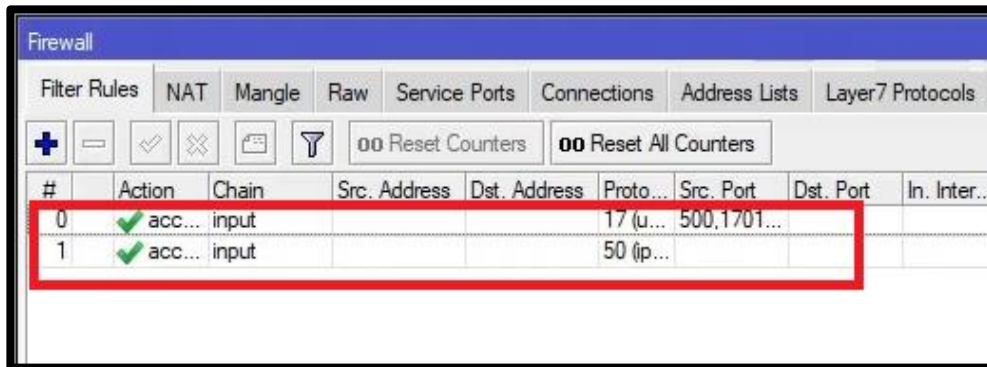 Firewall
Filter Rules NAT Mangle Raw Service Ports Connections Address Lists Layer7 Protocols
00 Reset Counters 00 Reset All Counters
# Action Chain Src. Address Dst. Address Proto... Src. Port Dst. Port In. Inter...
0 acc... input 17 (u... 500,1701...
1 acc... input 50 (ip...